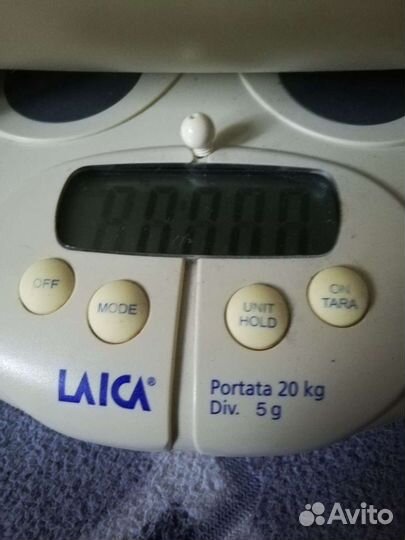 OFF
MODE
UNIT
HOLD
ON
TARA
LAICA®
Portata 20 kg
Div. 5 g
Avito